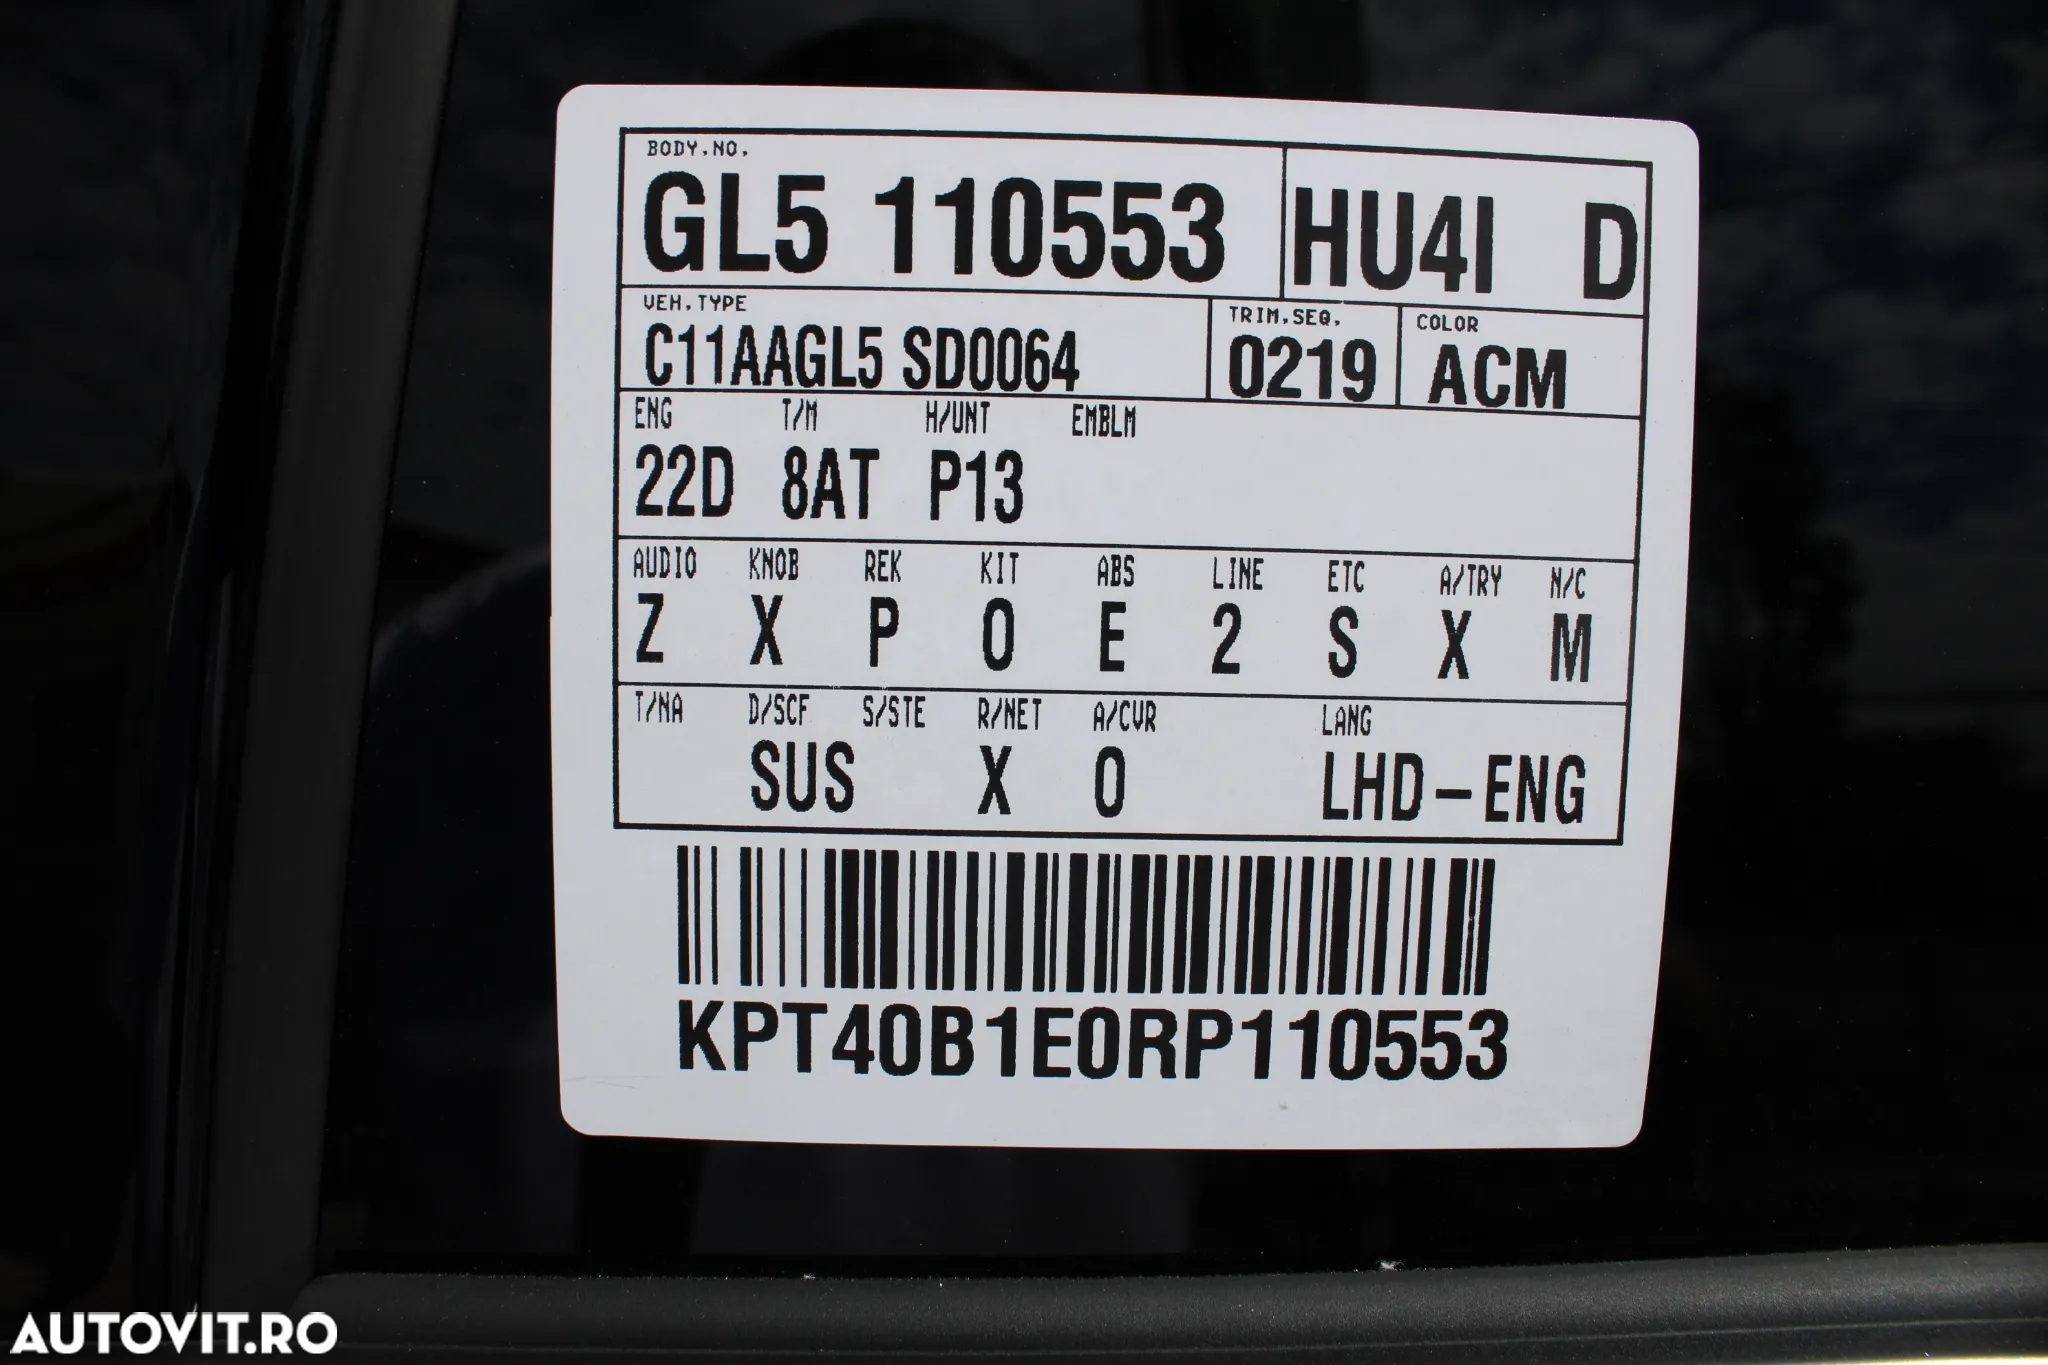 BODY.NO.
GL5 110553 HU4I D
VEH.TYPE TRIM.SEQ. COLOR
C11AAGL5 SD0064 0219 ACM
ENG T/M H/UNT EMBLM
22D 8AT P13
AUDIO KNOB REK KIT ABS LINE ETC A/TRY N/C
Z X P O E 2 S X M
T/NA D/SCF S/STE R/NET A/CVR LANG
SUS X O LHD-ENG
KPT40B1E0RP110553
AUTOVIT.RO